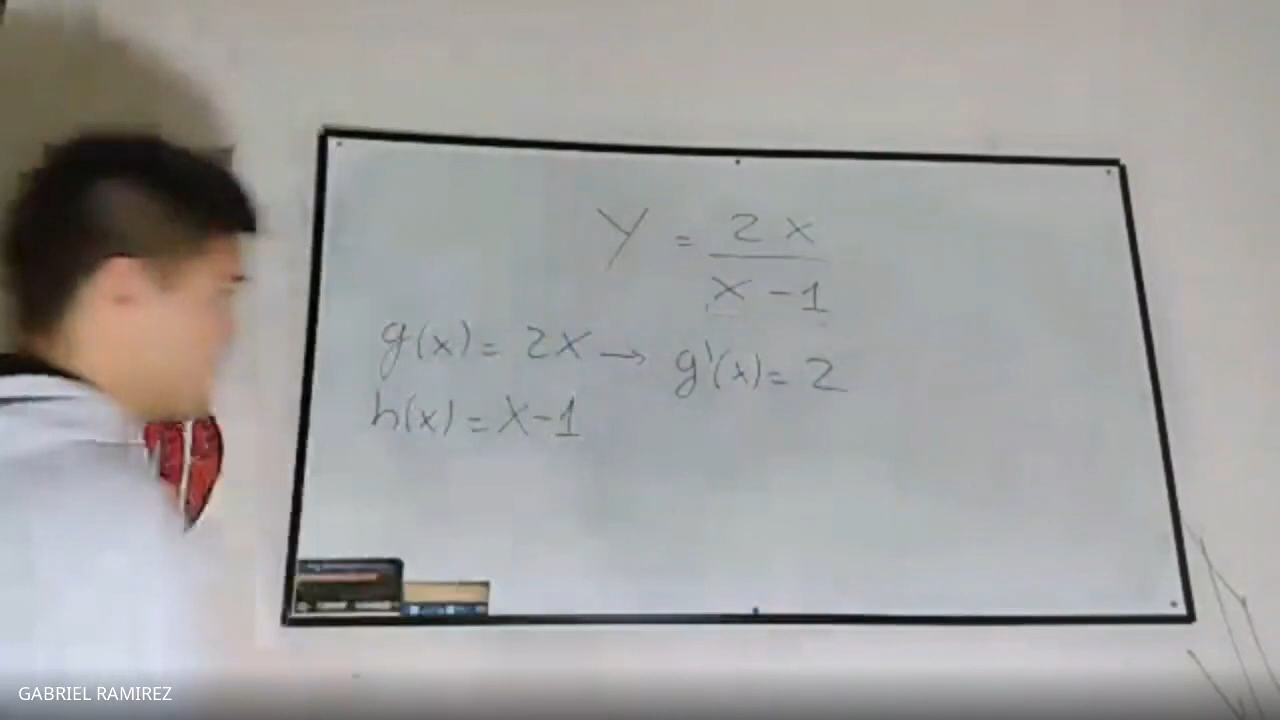 y = 2x
x - 1
g(x) = 2x → g'(x) = 2
h(x) = x - 1
GABRIEL RAMIREZ